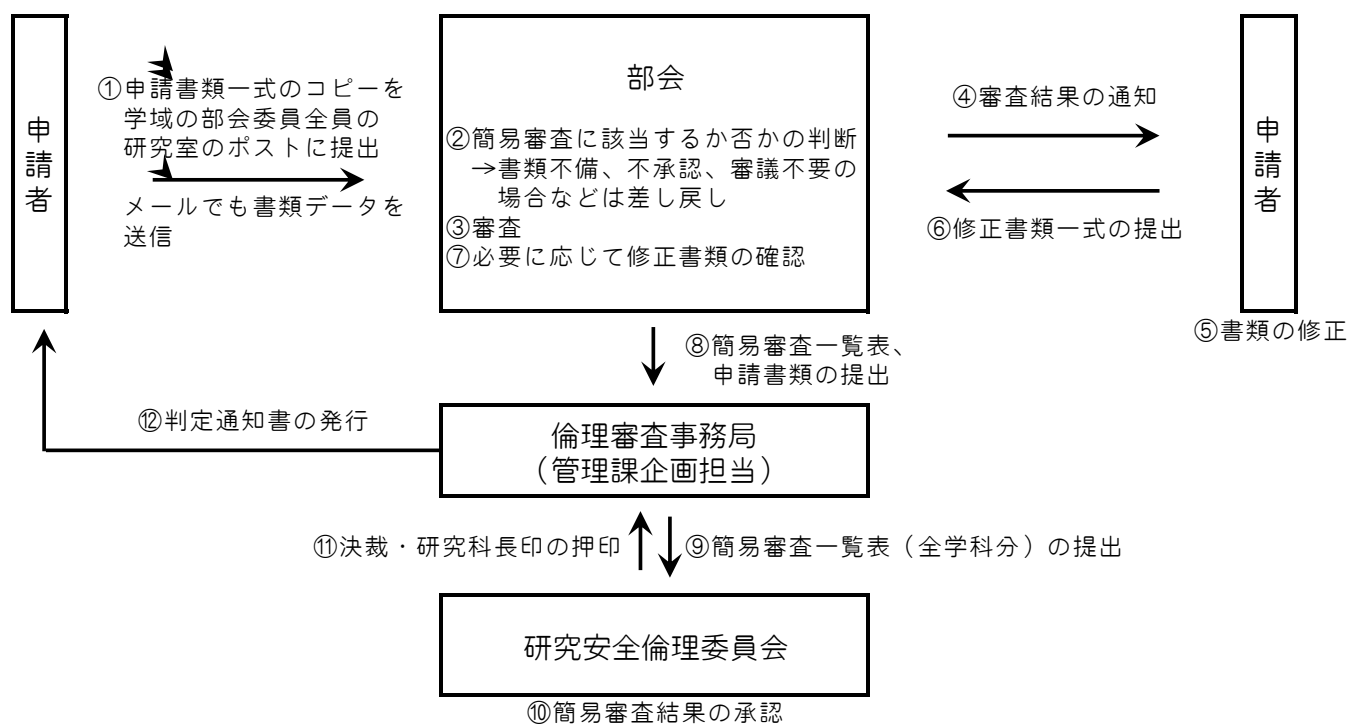 申請者
①申請書類一式のコピーを
学域の部会委員全員の
研究室のポストに提出
メールでも書類データを
送信
部会
②簡易審査に該当するか否かの判断
→書類不備、不承認、審議不要の
場合などは差し戻し
③審査
⑦必要に応じて修正書類の確認
④審査結果の通知
⑥修正書類一式の提出
申請者
⑤書類の修正
⑧簡易審査一覧表、
申請書類の提出
⑫判定通知書の発行
倫理審査事務局
（管理課企画担当）
⑪決裁・研究科長印の押印
⑨簡易審査一覧表（全学科分）の提出
研究安全倫理委員会
⑩簡易審査結果の承認